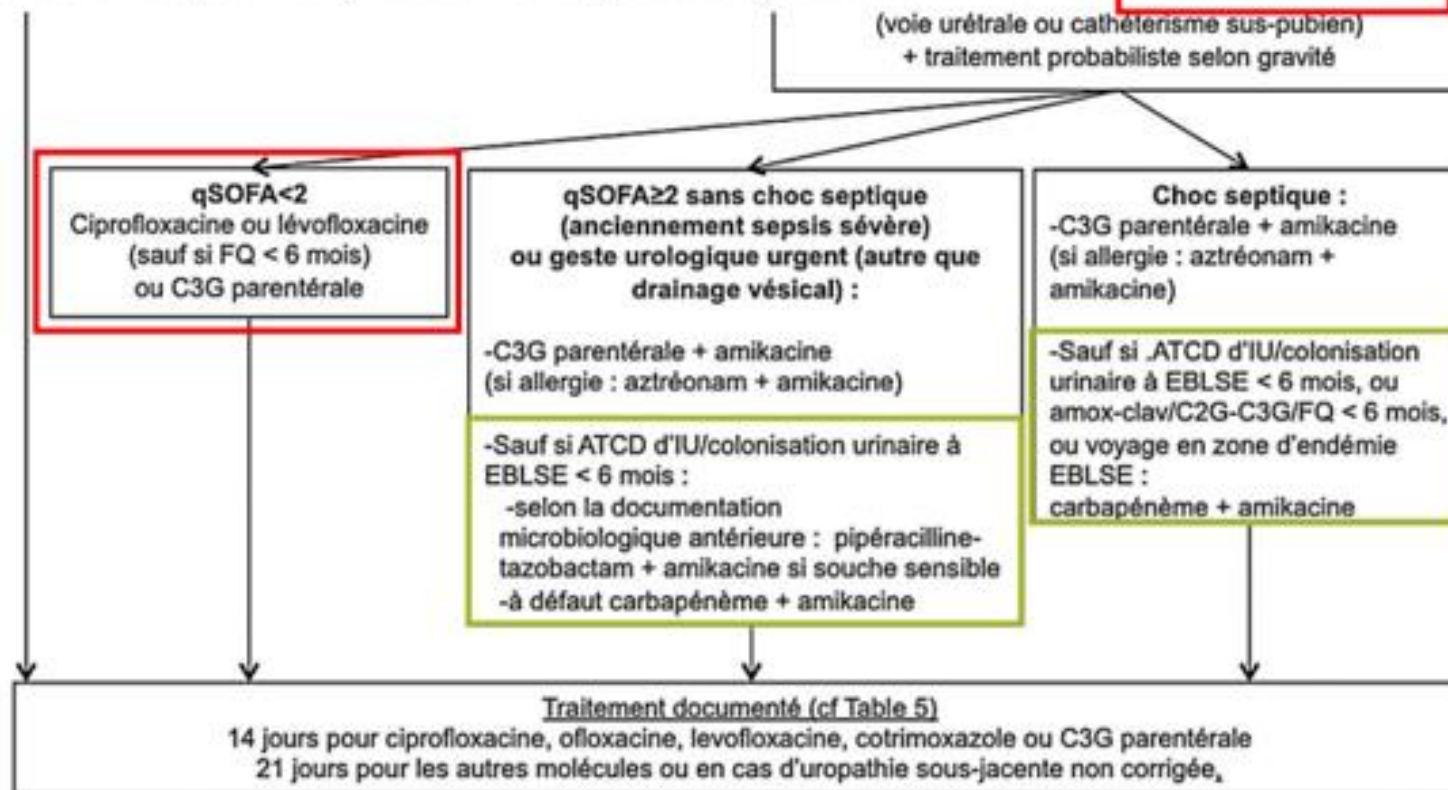 (voie urétrale ou cathétérisme sus-pubien)
+ traitement probabiliste selon gravité
qSOFA<2
Ciprofloxacine ou lévofloxacine
(sauf si FQ < 6 mois)
ou C3G parentérale
qSOFA≥2 sans choc septique
(anciennement sepsis sévère)
ou geste urologique urgent (autre que
drainage vésical) :
-C3G parentérale + amikacine
(si allergie : aztréonam + amikacine)
-Sauf si ATCD d'IU/colonisation urinaire à
EBLSE < 6 mois :
-selon la documentation
microbiologique antérieure : pipéracilline-
tazobactam + amikacine si souche sensible
-à défaut carbapénème + amikacine
Choc septique :
-C3G parentérale + amikacine
(si allergie : aztréonam +
amikacine)
-Sauf si .ATCD d'IU/colonisation
urinaire à EBLSE < 6 mois, ou
amox-clav/C2G-C3G/FQ < 6 mois,
ou voyage en zone d'endémie
EBLSE :
carbapénème + amikacine
Traitement documenté (cf Table 5)
14 jours pour ciprofloxacine, ofloxacine, levofloxacine, cotrimoxazole ou C3G parentérale
21 jours pour les autres molécules ou en cas d'uropathie sous-jacente non corrigée.